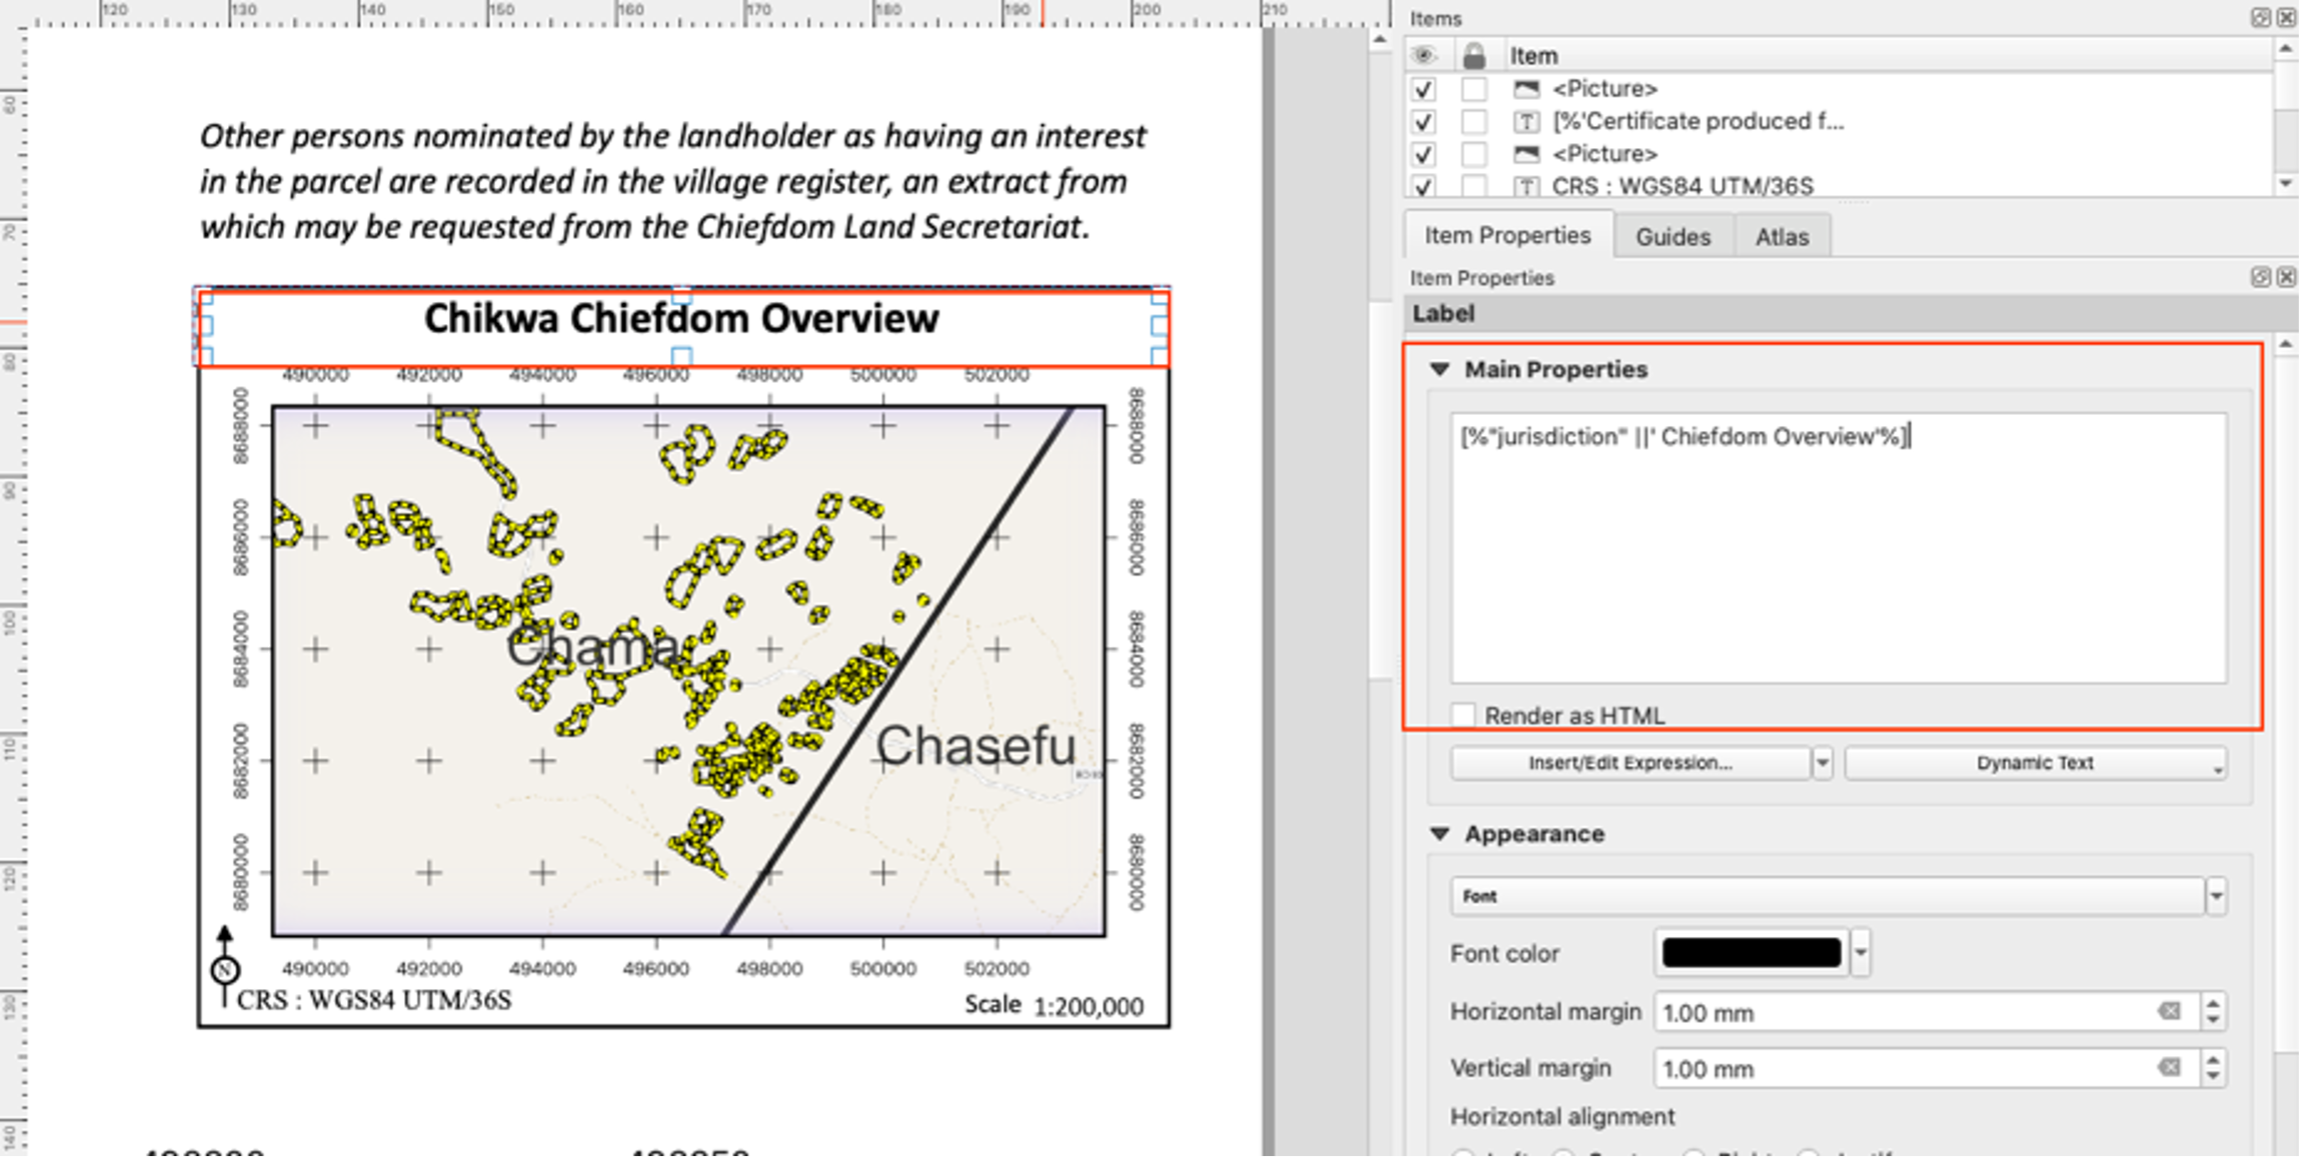 120 130 140 150 160 170 180 190 200 210
60
70
80
90
100
110
120
130
140
Other persons nominated by the landholder as having an interest
in the parcel are recorded in the village register, an extract from
which may be requested from the Chiefdom Land Secretariat.
Chikwa Chiefdom Overview
490000 492000 494000 496000 498000 500000 502000
8688000 8688000
8686000 8686000
8684000 8684000
8682000 8682000
8680000 8680000
Chama
Chasefu
490000 492000 494000 496000 498000 500000 502000
N
CRS : WGS84 UTM/36S
Scale 1:200,000
Items
Item
<Picture>
[%'Certificate produced f...
<Picture>
CRS : WGS84 UTM/36S
Item Properties Guides Atlas
Item Properties
Label
Main Properties
[%"jurisdiction" ||' Chiefdom Overview'%]
Render as HTML
Insert/Edit Expression... Dynamic Text
Appearance
Font
Font color
Horizontal margin 1.00 mm
Vertical margin 1.00 mm
Horizontal alignment